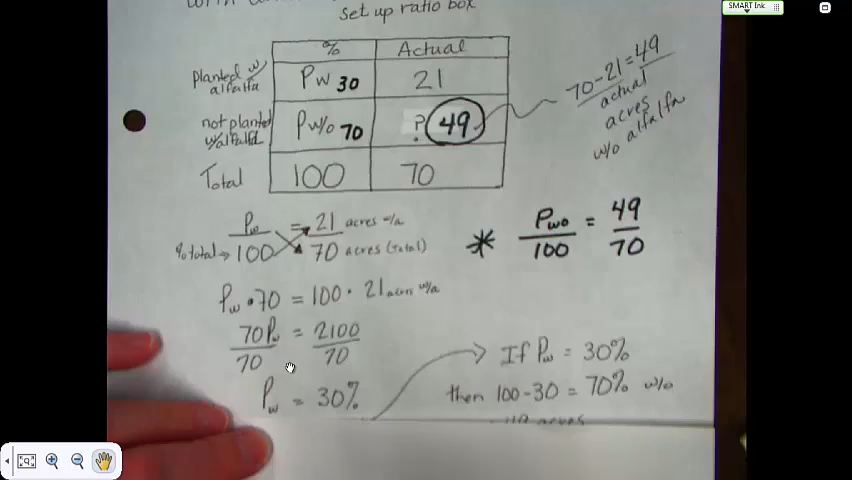 set up ratio box
SMART Ink
% Actual
planted w/ alfalfa Pw 30 21
not planted w/alfalfa Pw/o 70 ? 49
Total 100 70
70-21=49
actual
acres
w/o alfalfa
Pw = 21 acres w/a
% total → 100 70 acres (Total)
* Pwo = 49
100 70
Pw • 70 = 100 • 21 acres w/a
70Pw = 2100
70 70
Pw = 30%
If Pw = 30%
then 100-30 = 70% w/o